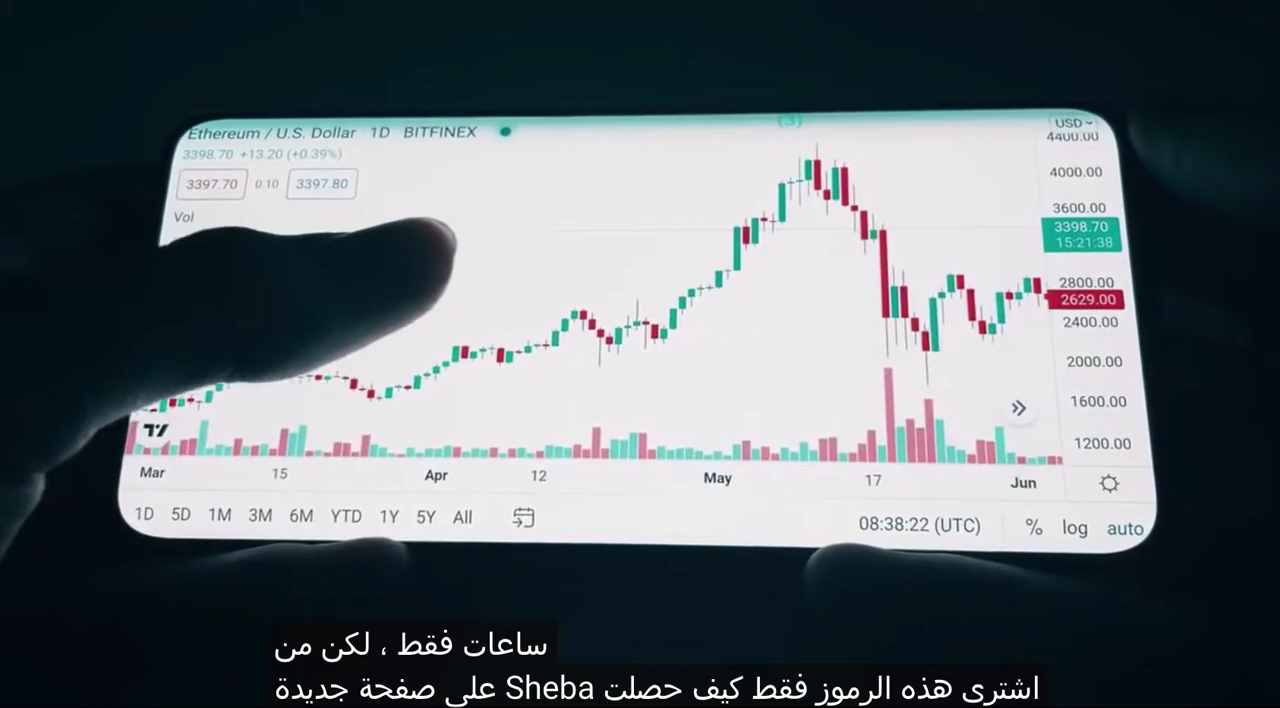 Ethereum / U.S. Dollar 1D BITFINEX
(3)
USD
3398.70 +13.20 (+0.39%)
3397.70 0.10 3397.80
Vol
4400.00
4000.00
3600.00
3398.70
15:21:38
2800.00
2629.00
2400.00
2000.00
1600.00
1200.00
Mar 15 Apr 12 May 17 Jun
1D 5D 1M 3M 6M YTD 1Y 5Y All 08:38:22 (UTC) % log auto
ساعات فقط ، لكن من
اشترى هذه الرموز فقط كيف حصلت Sheba على صفحة جديدة